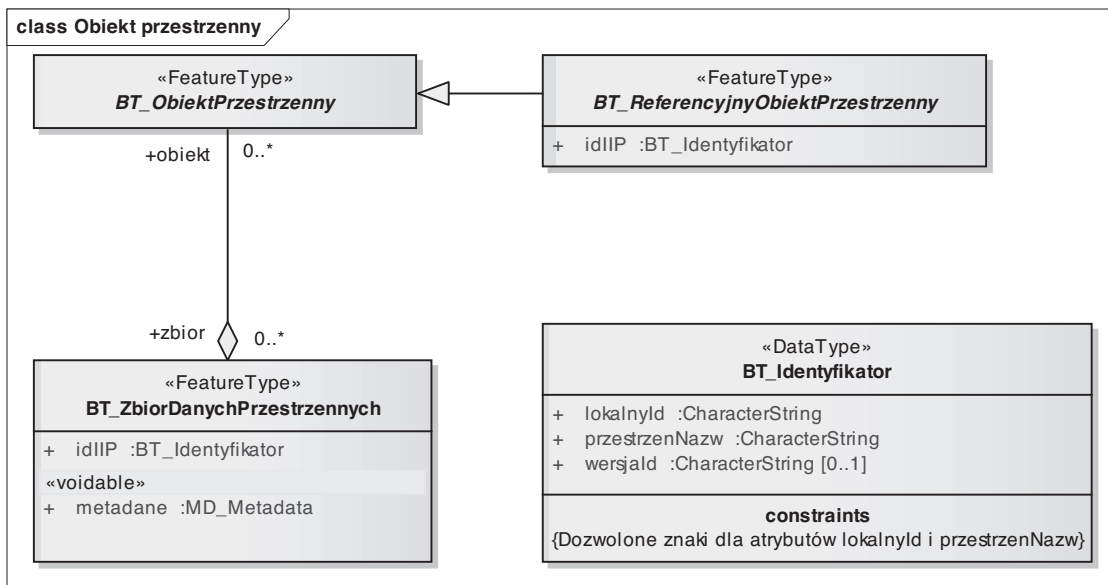 class Obiekt przestrzenny
«FeatureType»
BT_ObiektPrzestrzenny
«FeatureType»
BT_ReferencyjnyObiektPrzestrzenny
+ idIIP :BT_Identyfikator
+obiekt 0..*
+zbior 0..*
«FeatureType»
BT_ZbiorDanychPrzestrzennych
+ idIIP :BT_Identyfikator
«voidable»
+ metadane :MD_Metadata
«DataType»
BT_Identyfikator
+ lokalnyId :CharacterString
+ przestrzenNazw :CharacterString
+ wersjaId :CharacterString [0..1]
constraints
{Dozwolone znaki dla atrybutów lokalnyId i przestrzenNazw}